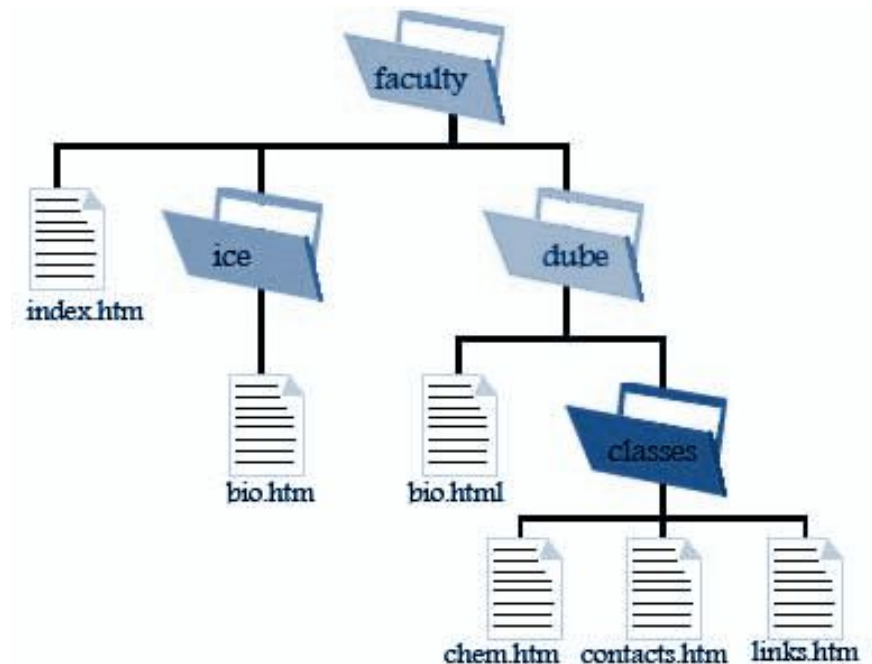 faculty
ice
dube
index.htm
classes
bio.htm
bio.html
chem.htm
contacts.htm
links.htm